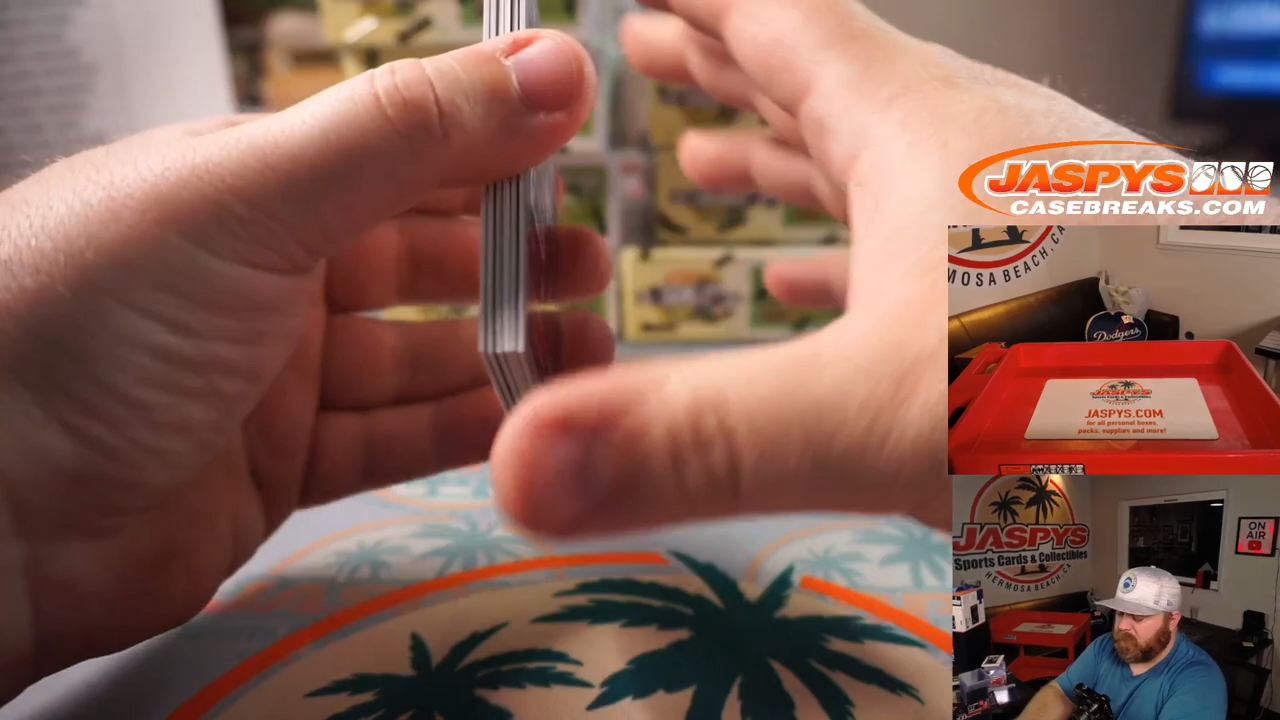 JASPYS
CASEBREAKS.COM
MOSA BEACH, CA
Dodgers
JASPYS.COM
for all personal boxes,
packs, supplies and more!
JASPYS
Sports Cards & Collectibles
HERMOSA BEACH, CA
ON
AIR